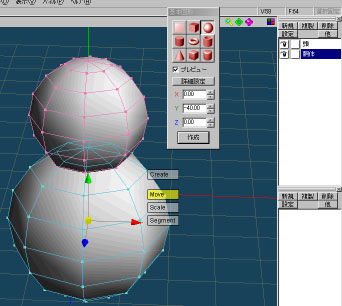 V58
F64
新規
複製
削除
設定
他
胴体
プレビュー
詳細設定
X
0.00
Y
-40.00
Z
0.00
作成
Create
Move
Scale
Segment
新規
複製
削除
設定
他